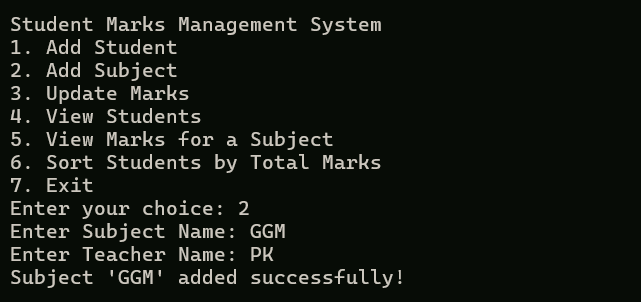 Student Marks Management System
1. Add Student
2. Add Subject
3. Update Marks
4. View Students
5. View Marks for a Subject
6. Sort Students by Total Marks
7. Exit
Enter your choice: 2
Enter Subject Name: GGM
Enter Teacher Name: PK
Subject 'GGM' added successfully!